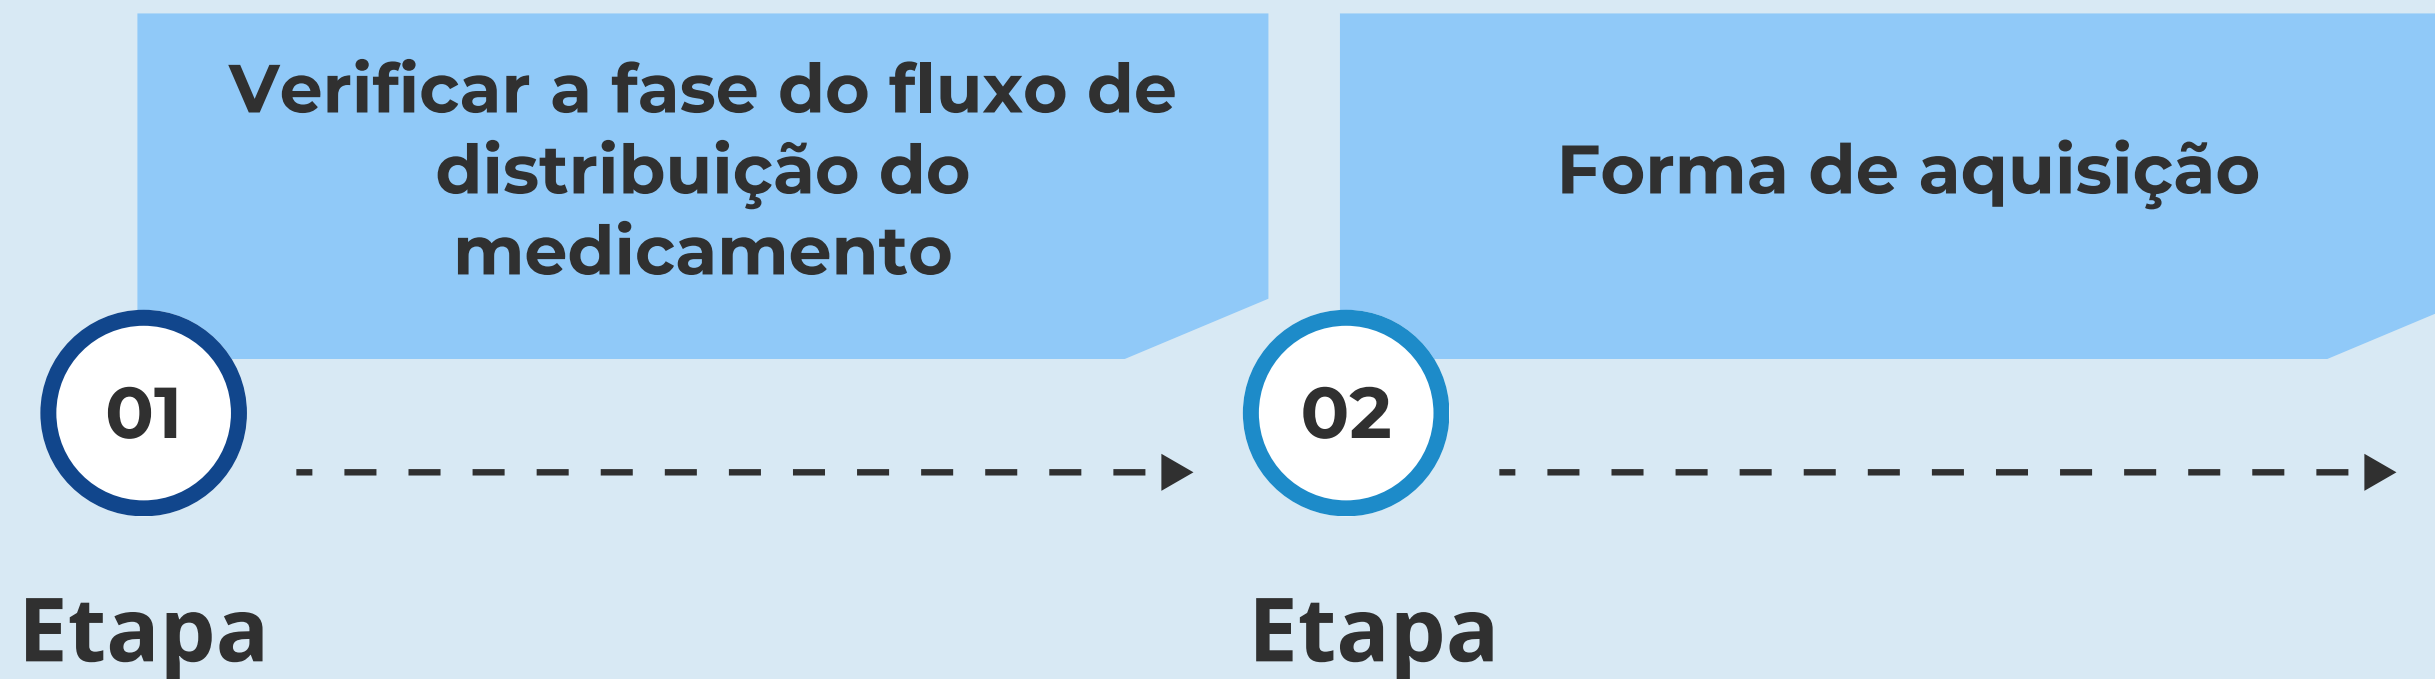 Verificar a fase do fluxo de
distribuição do
medicamento
01
Etapa
Forma de aquisição
02
Etapa